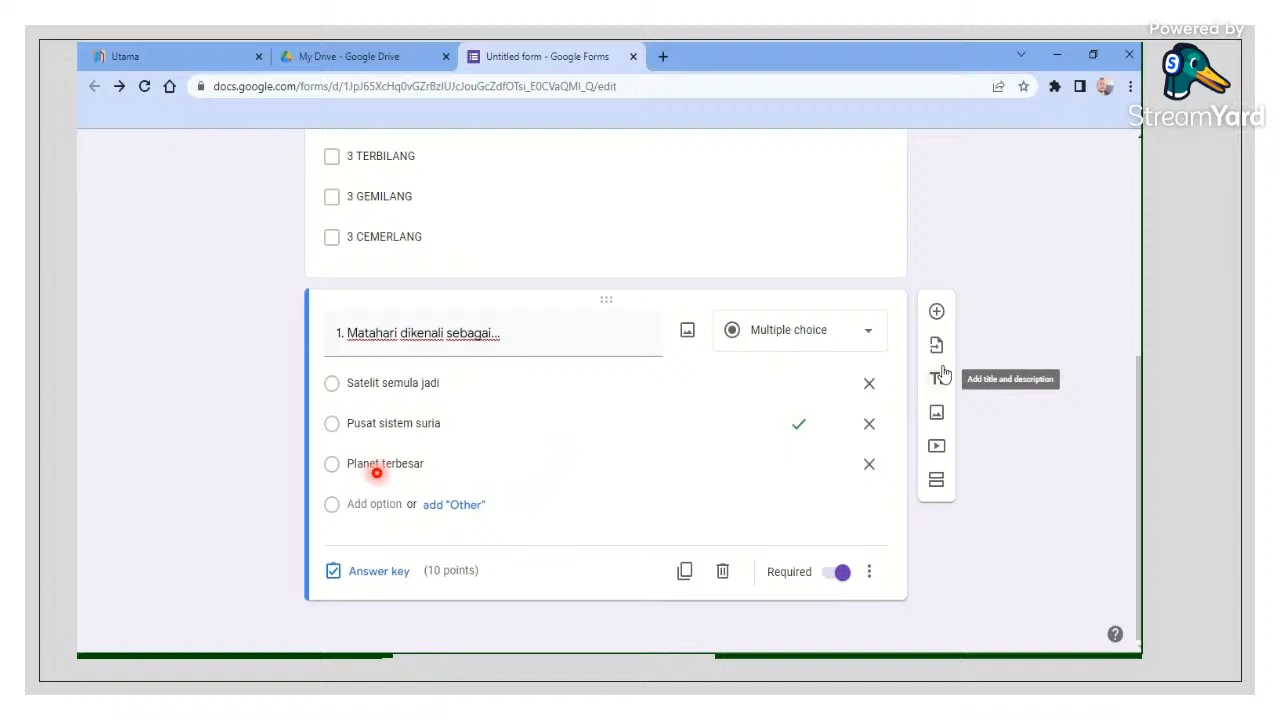 Powered by
StreamYard
Utama
My Drive - Google Drive
Untitled form - Google Forms
docs.google.com/forms/d/1JpJ65XcHq0vGZrBzIUJcJouGcZdfOTsi_E0CVaQMI_Q/edit
3 TERBILANG
3 GEMILANG
3 CEMERLANG
1. Matahari dikenali sebagai...
Multiple choice
Satelit semula jadi
Add title and description
Pusat sistem suria
Planet terbesar
Add option or add "Other"
Answer key (10 points)
Required